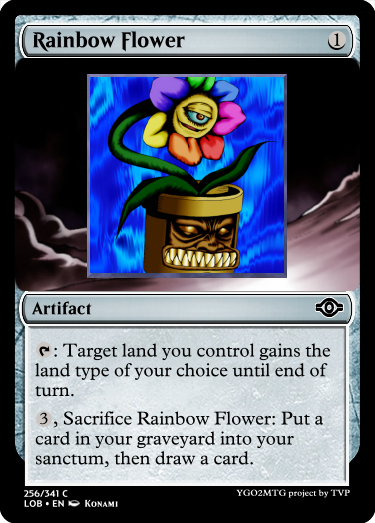 Rainbow Flower 1
Artifact
: Target land you control gains the
land type of your choice until end of
turn.
3, Sacrifice Rainbow Flower: Put a
card in your graveyard into your
sanctum, then draw a card.
256/341 C
LOB • EN Konami
YGO2MTG project by TVP